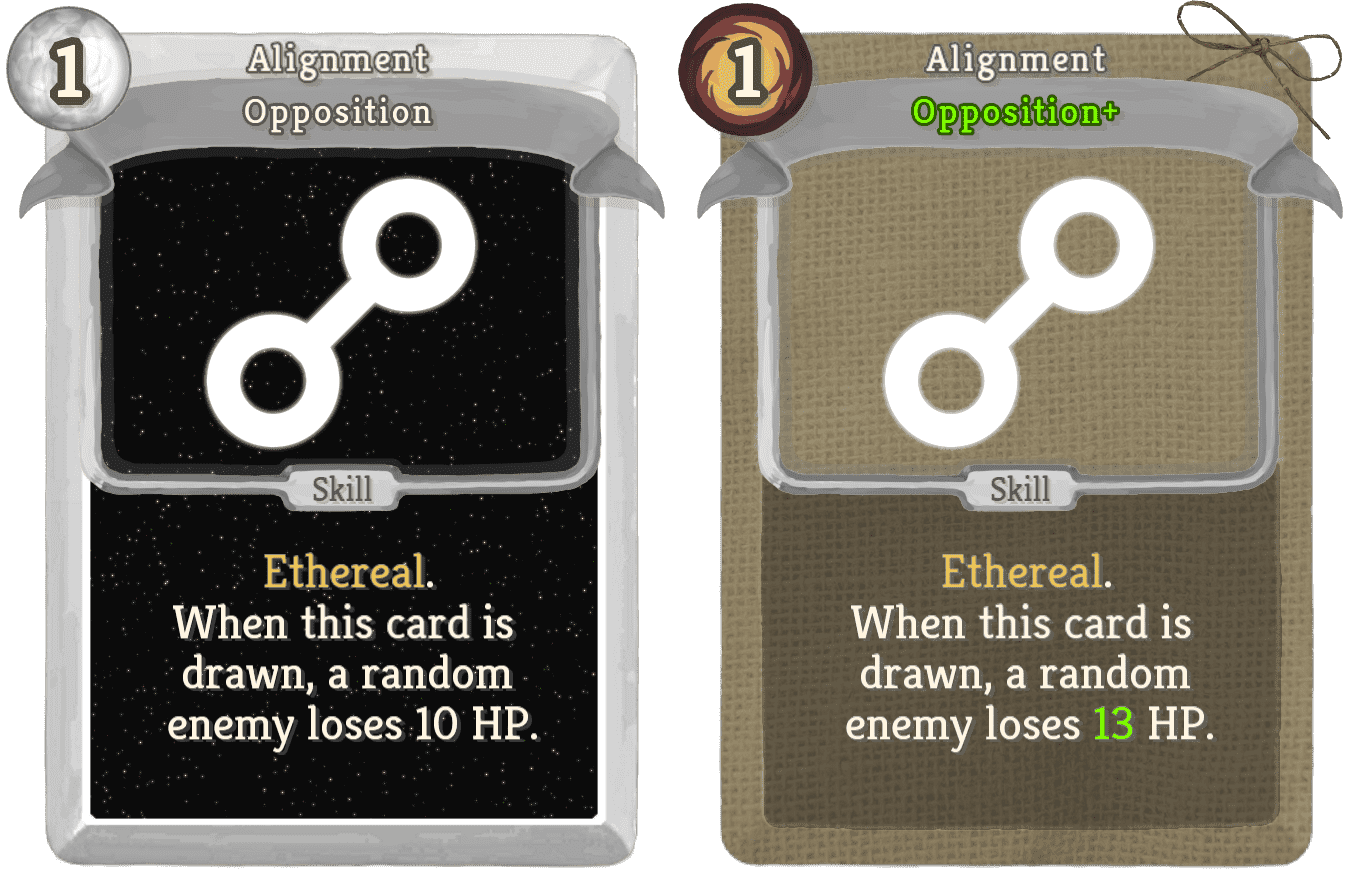 1
Alignment
Opposition
Skill
Ethereal.
When this card is
drawn, a random
enemy loses 10 HP.
1
Alignment
Opposition+
Skill
Ethereal.
When this card is
drawn, a random
enemy loses 13 HP.